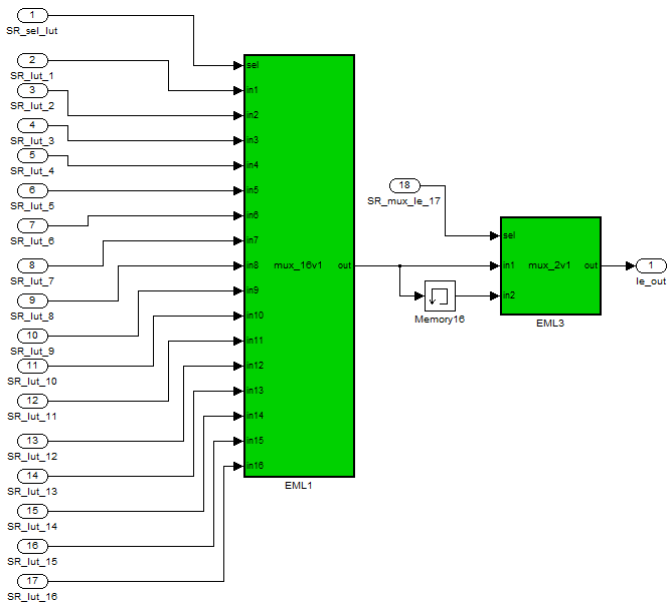 1
SR_sel_lut
2
SR_lut_1
3
SR_lut_2
4
SR_lut_3
5
SR_lut_4
6
SR_lut_5
7
SR_lut_6
8
SR_lut_7
9
SR_lut_8
10
SR_lut_9
11
SR_lut_10
12
SR_lut_11
13
SR_lut_12
14
SR_lut_13
15
SR_lut_14
16
SR_lut_15
17
SR_lut_16
sel
in1
in2
in3
in4
in5
in6
in7
in8
in9
in10
in11
in12
in13
in14
in15
in16
mux_16v1
out
EML1
18
SR_mux_le_17
Memory16
sel
in1
in2
mux_2v1
out
EML3
1
le_out